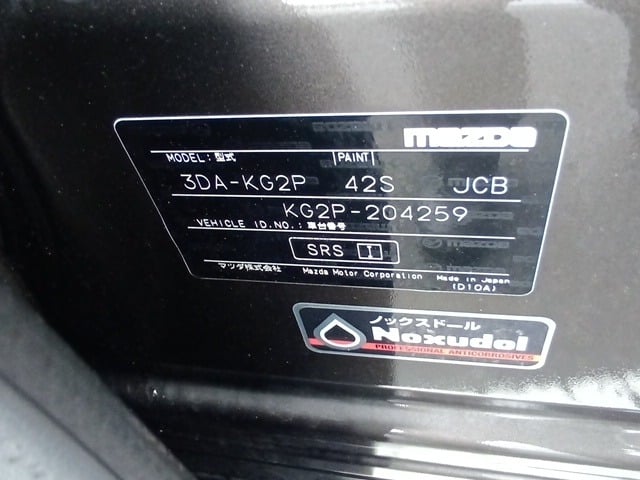 mazda
MODEL:型式 PAINT
3DA-KG2P 42S JCB
KG2P-204259
VEHICLE ID.NO.:車台番号
SRS I
マツダ株式会社 Mazda Motor Corporation Made in Japan
(D10A)
ノックスドール
Noxudol
PROFESSIONAL ANTICORROSIVES